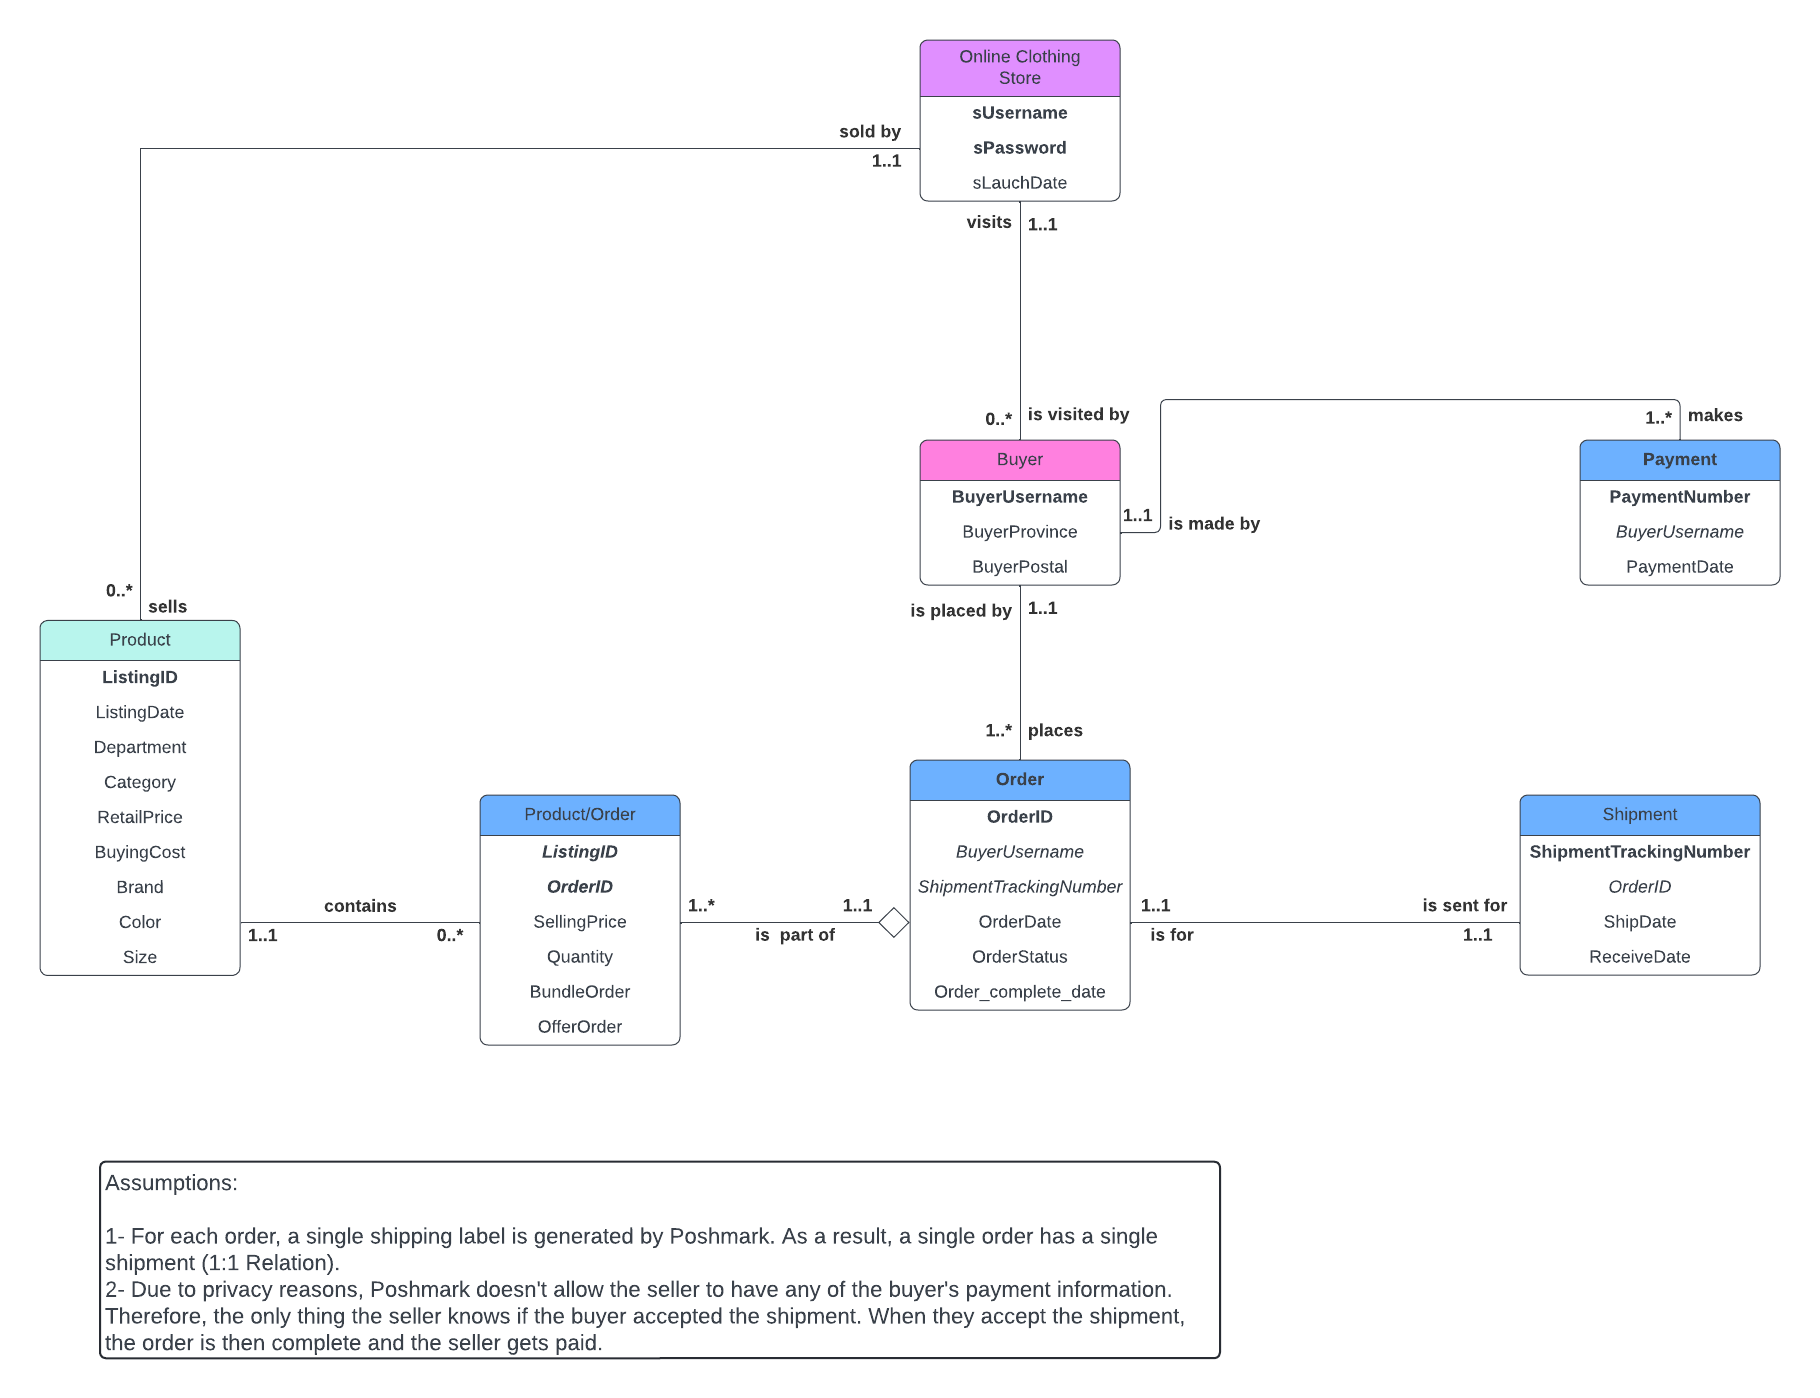 Online Clothing
Store
sUsername
sPassword
sLauchDate
sold by
1..1
visits
1..1
0..*
is visited by
1..*
makes
Buyer
BuyerUsername
BuyerProvince
BuyerPostal
1..1
is made by
Payment
PaymentNumber
BuyerUsername
PaymentDate
0..*
sells
is placed by
1..1
Product
ListingID
ListingDate
Department
Category
RetailPrice
BuyingCost
Brand
Color
Size
1..*
places
Product/Order
ListingID
OrderID
SellingPrice
Quantity
BundleOrder
OfferOrder
Order
OrderID
BuyerUsername
ShipmentTrackingNumber
OrderDate
OrderStatus
Order_complete_date
Shipment
ShipmentTrackingNumber
OrderID
ShipDate
ReceiveDate
contains
1..1
0..*
1..*
1..1
is part of
1..1
is sent for
is for
1..1
Assumptions:
1- For each order, a single shipping label is generated by Poshmark. As a result, a single order has a single
shipment (1:1 Relation).
2- Due to privacy reasons, Poshmark doesn't allow the seller to have any of the buyer's payment information.
Therefore, the only thing the seller knows if the buyer accepted the shipment. When they accept the shipment,
the order is then complete and the seller gets paid.